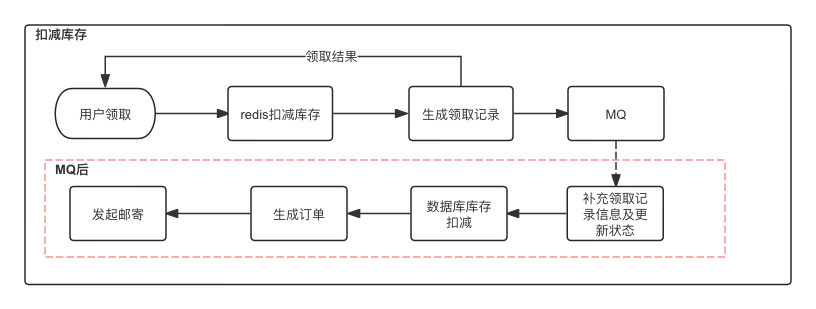 扣减库存
领取结果
用户领取
redis扣减库存
生成领取记录
MQ
MQ后
发起邮寄
生成订单
数据库库存
扣减
补充领取记
录信息及更
新状态